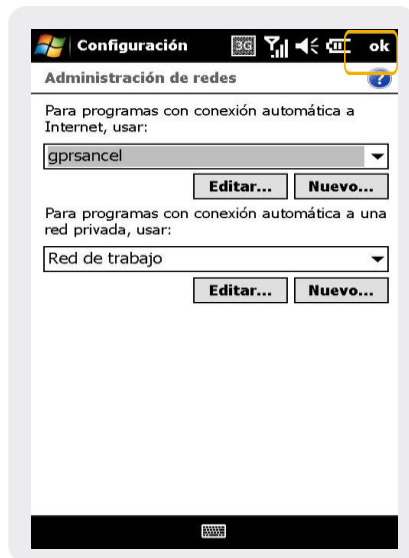 Configuración 3G ok
Administración de redes ?
Para programas con conexión automática a
Internet, usar:
gprsancel
Editar... Nuevo...
Para programas con conexión automática a una
red privada, usar:
Red de trabajo
Editar... Nuevo...